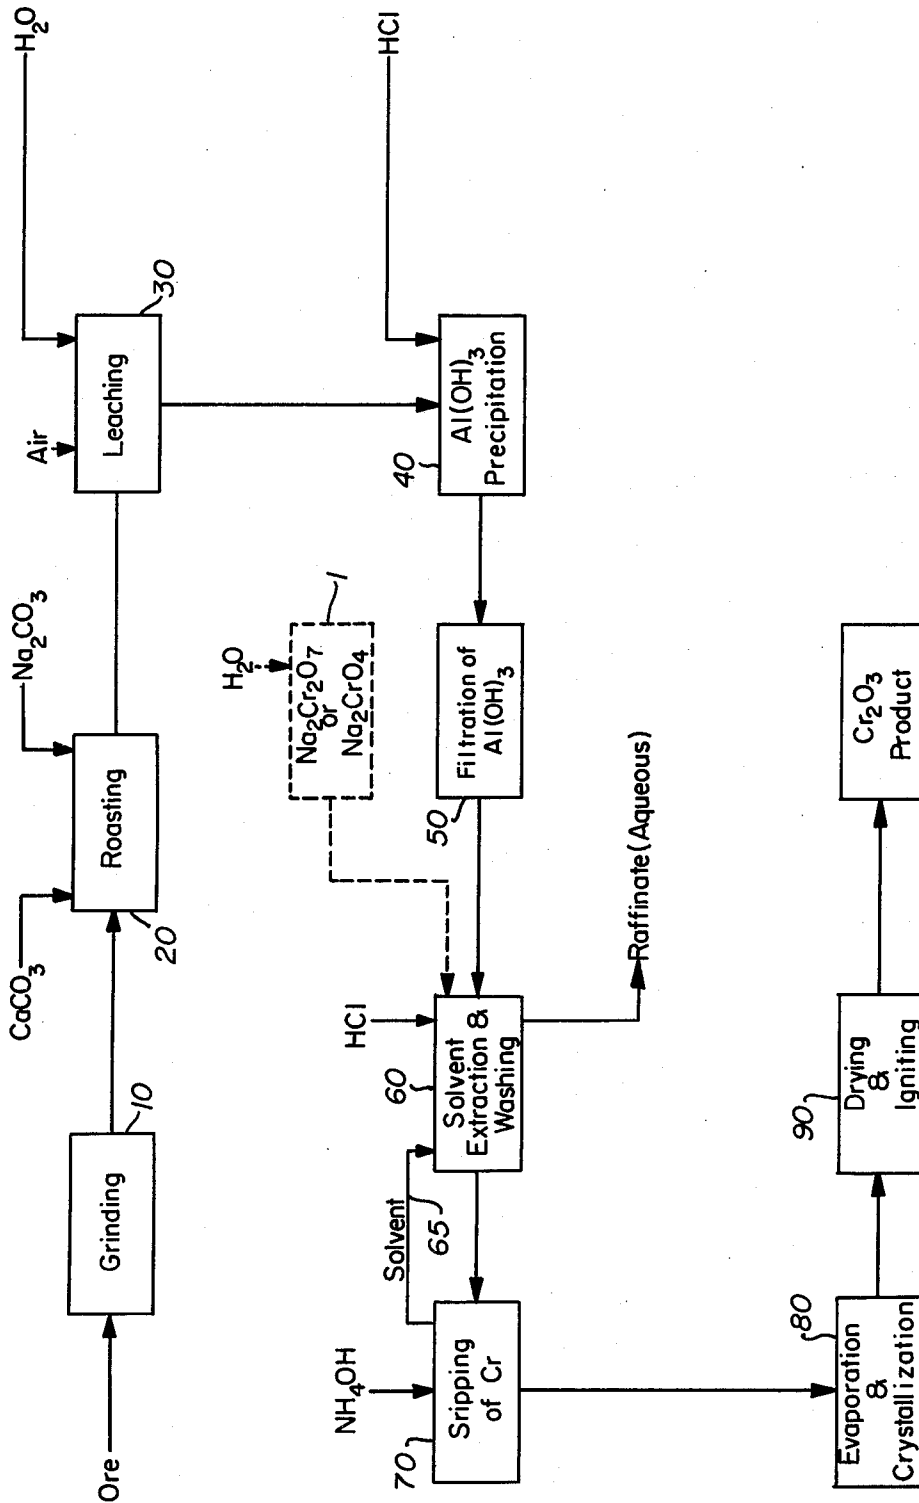 Ore
Grinding
10
CaCO3
Na2CO3
Roasting
20
Air
H2O
Leaching
30
HCl
Al(OH)3
Precipitation
40
Filtration of
Al(OH)3
50
H2O
Na2Cr2O7
or
Na2CrO4
1
HCl
Solvent
Extraction &
Washing
60
Raffinate (Aqueous)
Solvent
65
NH4OH
Sripping
of Cr
70
Evaporation
&
Crystallization
80
Drying
&
Igniting
90
Cr2O3
Product